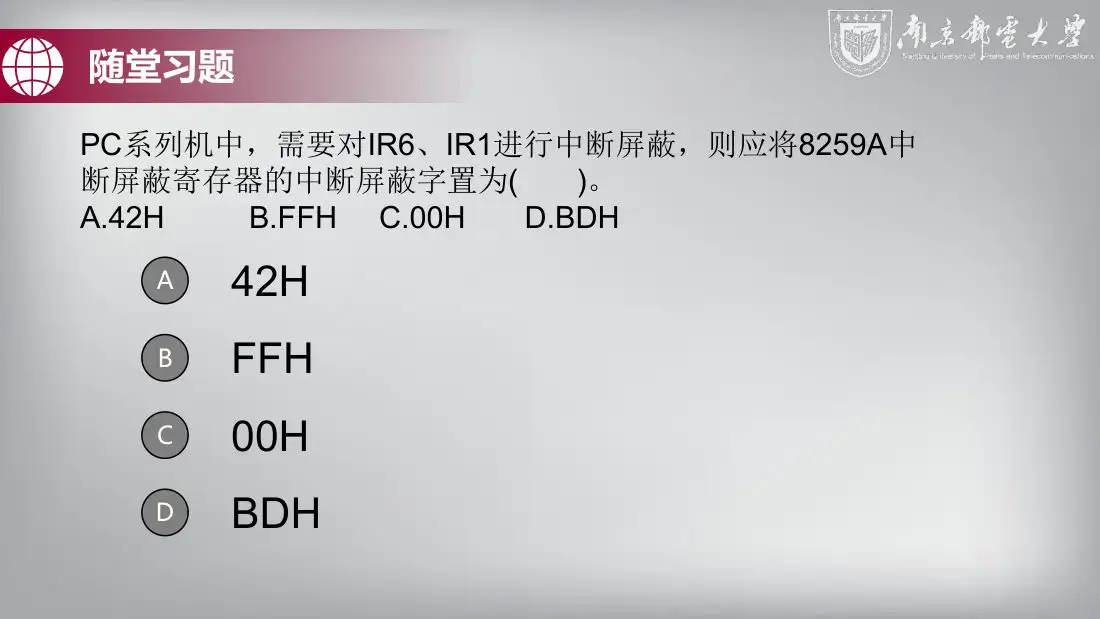 南京邮电大学
随堂习题
PC系列机中，需要对IR6、IR1进行中断屏蔽，则应将8259A中
断屏蔽寄存器的中断屏蔽字置为(　　)。
A.42H　　B.FFH　C.00H　　D.BDH
A 42H
B FFH
C 00H
D BDH